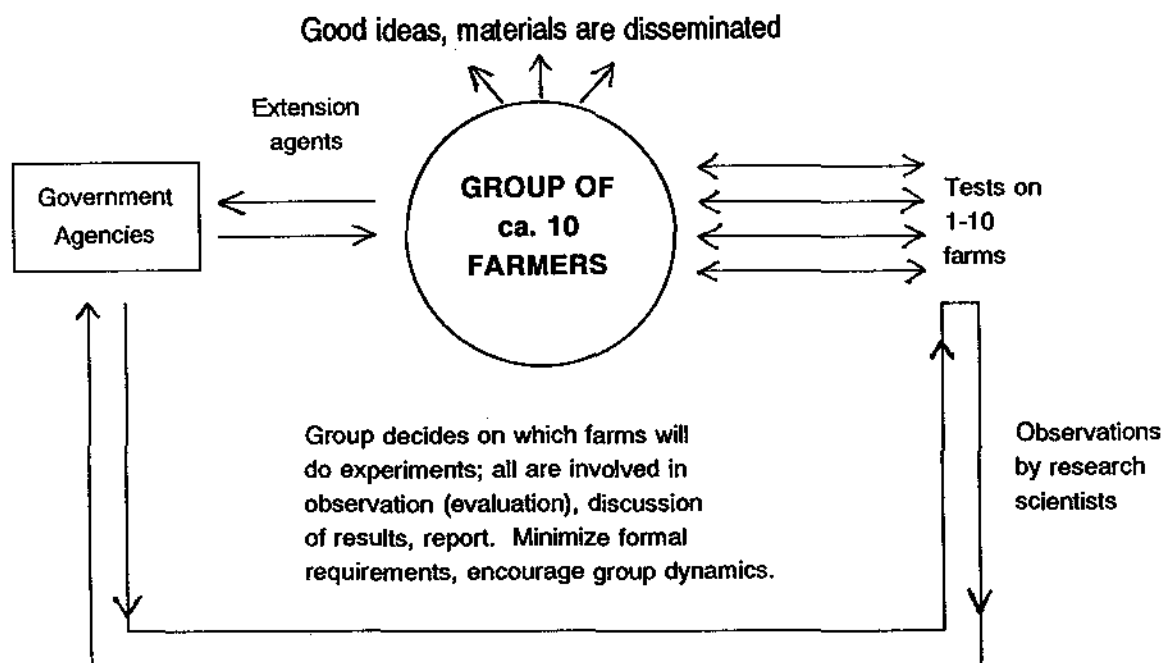 Good ideas, materials are disseminated
Extension
agents
Government
Agencies
GROUP OF
ca. 10
FARMERS
Tests on
1-10
farms
Group decides on which farms will
do experiments; all are involved in
observation (evaluation), discussion
of results, report. Minimize formal
requirements, encourage group dynamics.
Observations
by research
scientists